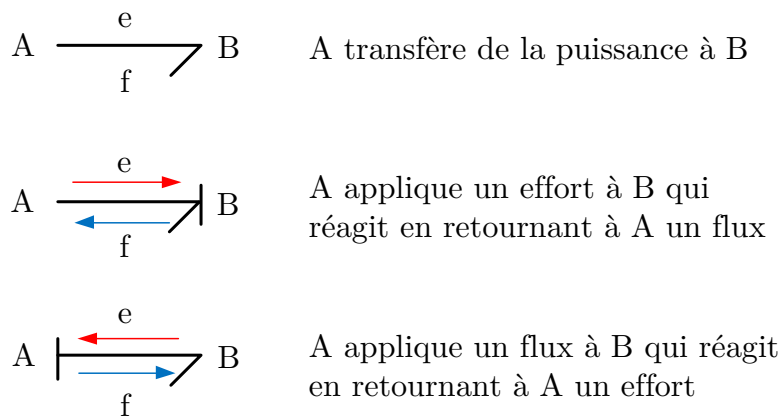 e
A B A transfère de la puissance à B
f
e
A B A applique un effort à B qui
réagit en retournant à A un flux
f
e
A B A applique un flux à B qui réagit
en retournant à A un effort
f